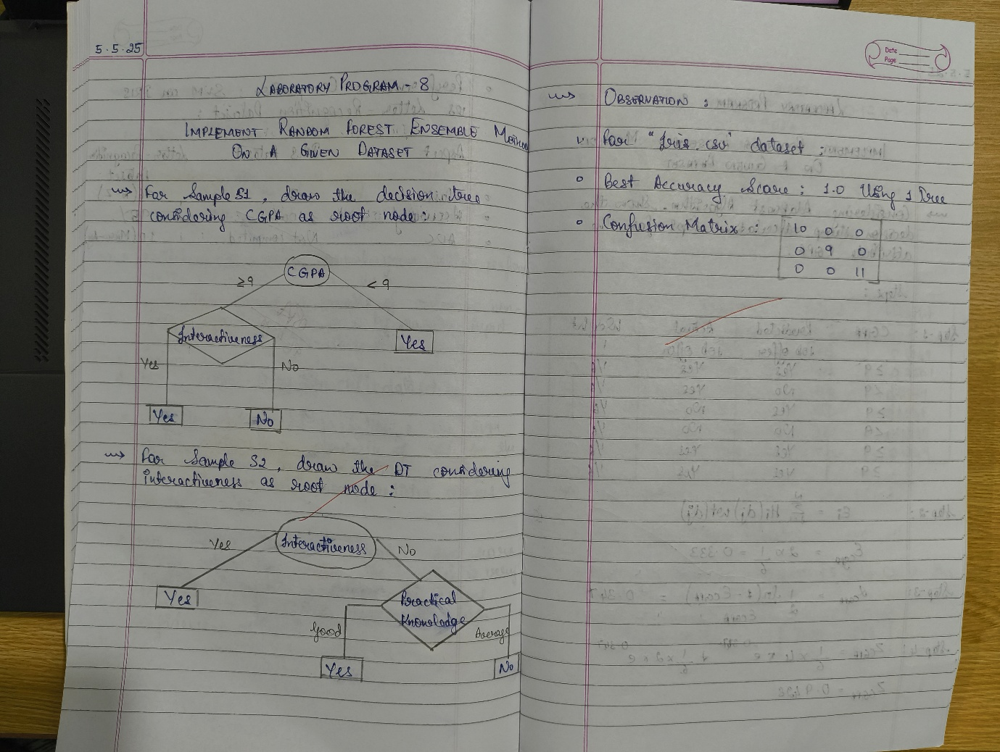 5.5.25
LABORATORY PROGRAM - 8
IMPLEMENT RANDOM FOREST ENSEMBLE METHOD
ON A GIVEN DATASET
For Sample S1, draw the decision tree
considering CGPA as root node:
CGPA
≥9
<9
Interactiveness
Yes
Yes
No
Yes
No
For Sample S2, draw the DT considering
interactiveness as root node:
Interactiveness
Yes
No
Yes
Practical
Knowledge
Good
Average
Yes
No
Date
Page
OBSERVATION:
For "Iris.csv" dataset:
Best Accuracy Score: 1.0 Using 1 Tree
Confusion Matrix:
10 0 0
0 9 0
0 0 11